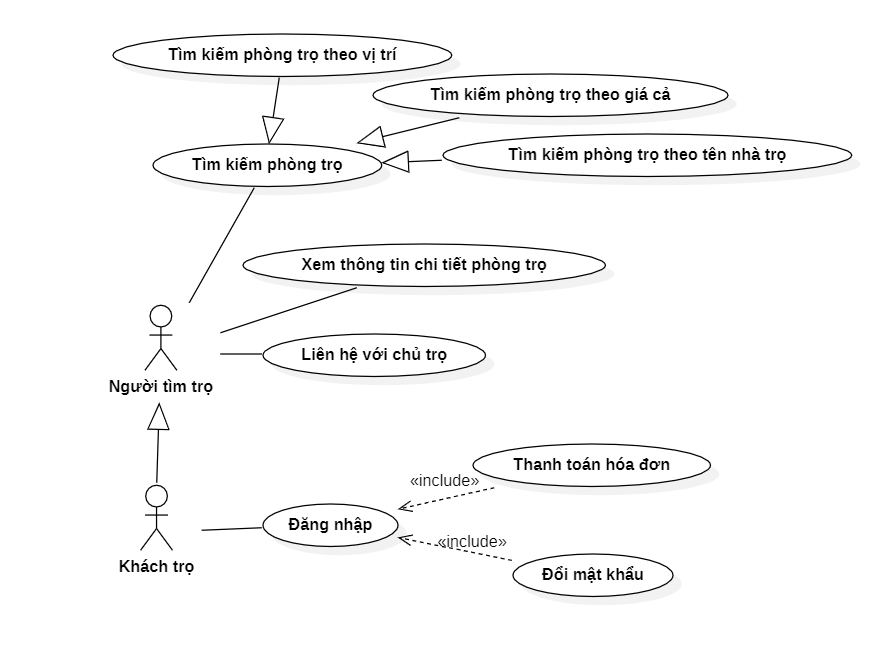 Tìm kiếm phòng trọ theo vị trí
Tìm kiếm phòng trọ theo giá cả
Tìm kiếm phòng trọ theo tên nhà trọ
Tìm kiếm phòng trọ
Xem thông tin chi tiết phòng trọ
Liên hệ với chủ trọ
Người tìm trọ
Thanh toán hóa đơn
«include»
Đăng nhập
«include»
Khách trọ
Đổi mật khẩu